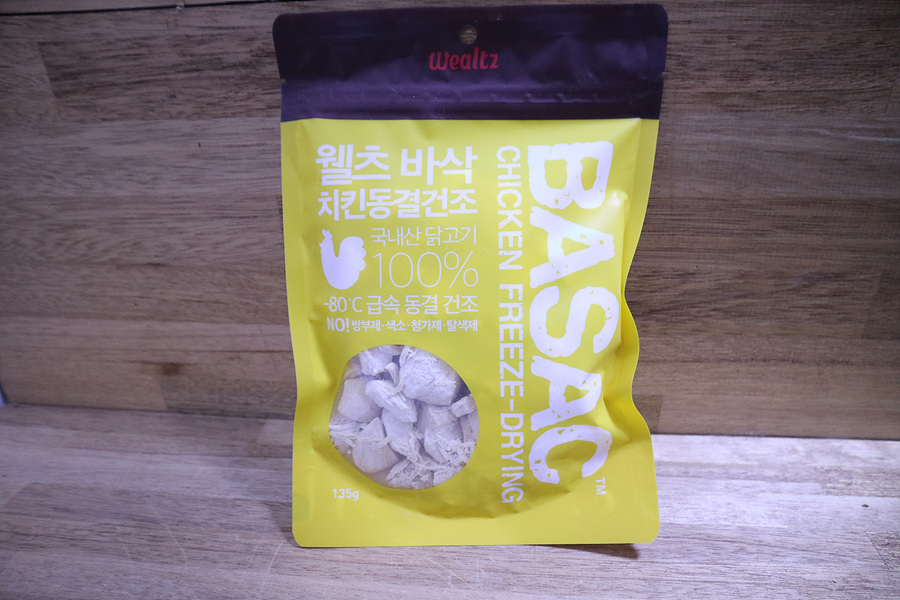 wealtz
웰츠 바삭
치킨동결건조
국내산 닭고기
100%
-80°C 급속 동결 건조
NO! 방부제·색소·첨가제·탈색제
135g
BASAC™
CHICKEN FREEZE-DRYING